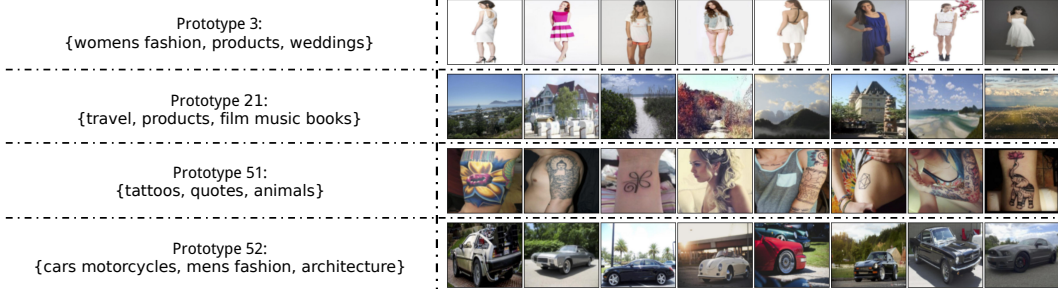 Prototype 3:
{womens fashion, products, weddings}
Prototype 21:
{travel, products, film music books}
Prototype 51:
{tattoos, quotes, animals}
Prototype 52:
{cars motorcycles, mens fashion, architecture}